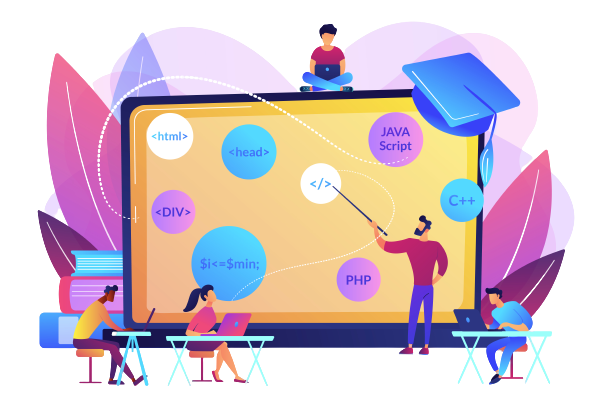 <html>
<head>
JAVA
Script
</>
<DIV>
C++
$i<=$min;
PHP